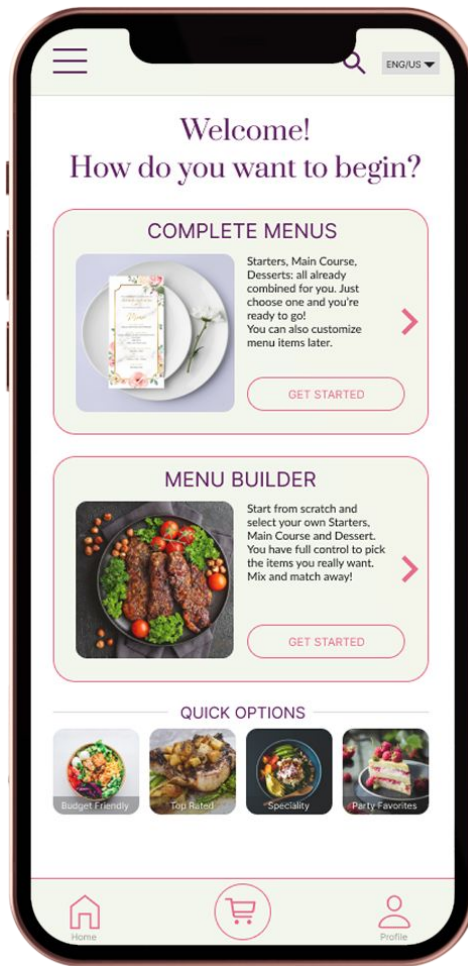 ENG/US
Welcome!
How do you want to begin?
COMPLETE MENUS
Starters, Main Course,
Desserts: all already
combined for you. Just
choose one and you're
ready to go!
You can also customize
menu items later.
GET STARTED
Menu
MENU BUILDER
Start from scratch and
select your own Starters,
Main Course and Dessert.
You have full control to pick
the items you really want.
Mix and match away!
GET STARTED
QUICK OPTIONS
Budget Friendly
Top Rated
Speciality
Party Favorites
Home
Profile